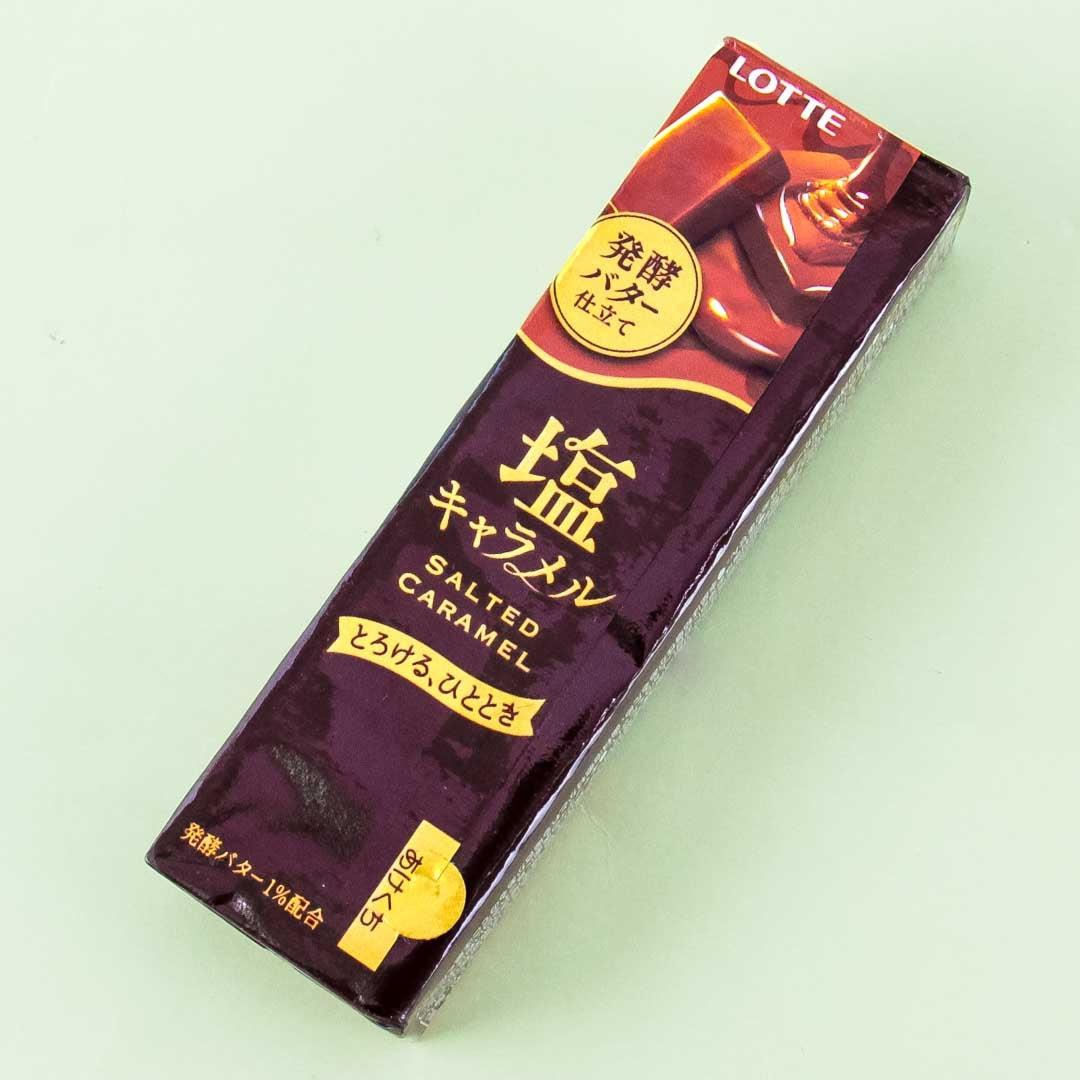 LOTTE
発酵
バター
仕立て
塩
キャラメル
SALTED
CARAMEL
とろける、ひととき
発酵バター1%配合
あけくち